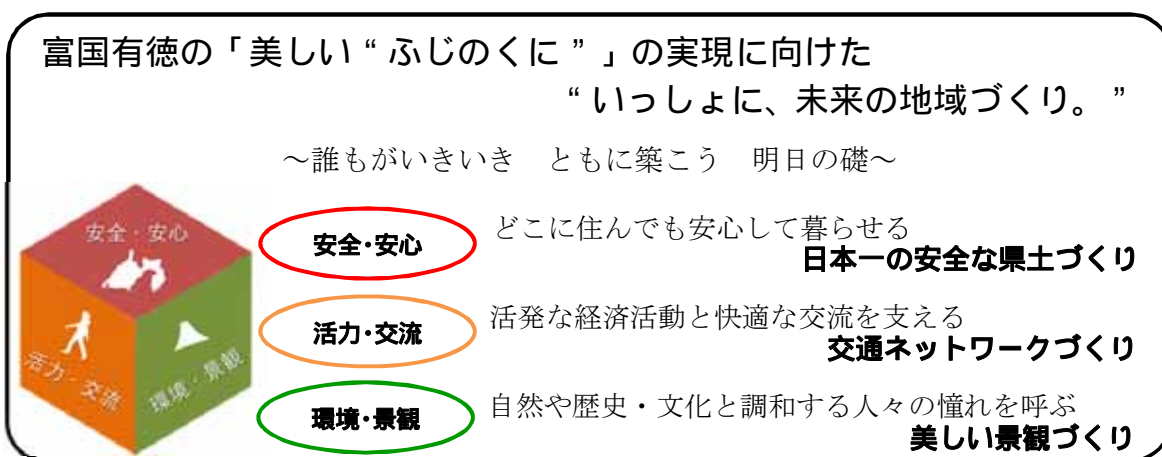 富国有徳の「美しい“ふじのくに”」の実現に向けた
“いっしょに、未来の地域づくり。”
～誰もがいきいき　ともに築こう　明日の礎～
安全・安心
活力・交流
環境・景観
安全・安心
どこに住んでも安心して暮らせる
日本一の安全な県土づくり
活力・交流
活発な経済活動と快適な交流を支える
交通ネットワークづくり
環境・景観
自然や歴史・文化と調和する人々の憧れを呼ぶ
美しい景観づくり